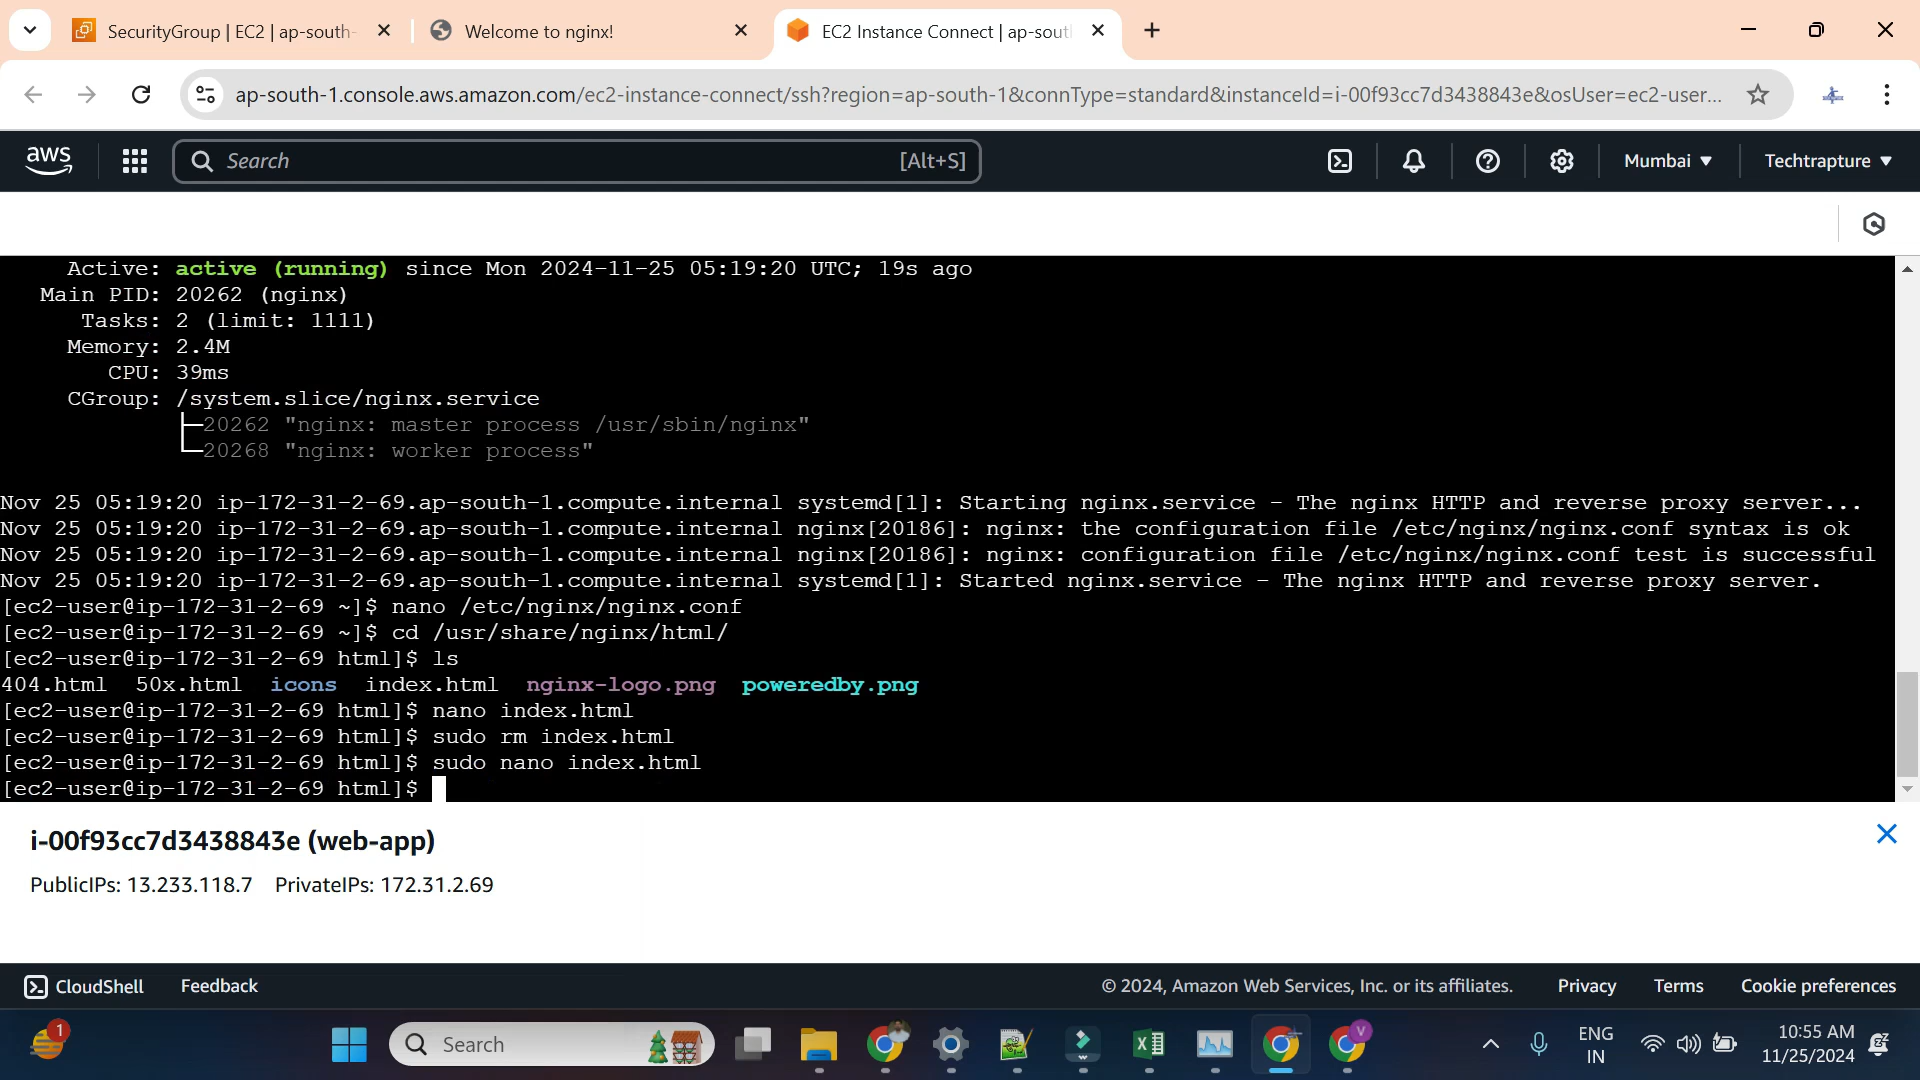 SecurityGroup | EC2 | ap-south-
Welcome to nginx!
EC2 Instance Connect | ap-sout
ap-south-1.console.aws.amazon.com/ec2-instance-connect/ssh?region=ap-south-1&connType=standard&instanceId=i-00f93cc7d3438843e&osUser=ec2-user...
aws
Search
[Alt+S]
Mumbai
Techtrapture
Active: active (running) since Mon 2024-11-25 05:19:20 UTC; 19s ago
Main PID: 20262 (nginx)
Tasks: 2 (limit: 1111)
Memory: 2.4M
CPU: 39ms
CGroup: /system.slice/nginx.service
├─20262 "nginx: master process /usr/sbin/nginx"
└─20268 "nginx: worker process"
Nov 25 05:19:20 ip-172-31-2-69.ap-south-1.compute.internal systemd[1]: Starting nginx.service - The nginx HTTP and reverse proxy server...
Nov 25 05:19:20 ip-172-31-2-69.ap-south-1.compute.internal nginx[20186]: nginx: the configuration file /etc/nginx/nginx.conf syntax is ok
Nov 25 05:19:20 ip-172-31-2-69.ap-south-1.compute.internal nginx[20186]: nginx: configuration file /etc/nginx/nginx.conf test is successful
Nov 25 05:19:20 ip-172-31-2-69.ap-south-1.compute.internal systemd[1]: Started nginx.service - The nginx HTTP and reverse proxy server.
[ec2-user@ip-172-31-2-69 ~]$ nano /etc/nginx/nginx.conf
[ec2-user@ip-172-31-2-69 ~]$ cd /usr/share/nginx/html/
[ec2-user@ip-172-31-2-69 html]$ ls
404.html  50x.html  icons  index.html  nginx-logo.png  poweredby.png
[ec2-user@ip-172-31-2-69 html]$ nano index.html
[ec2-user@ip-172-31-2-69 html]$ sudo rm index.html
[ec2-user@ip-172-31-2-69 html]$ sudo nano index.html
[ec2-user@ip-172-31-2-69 html]$
i-00f93cc7d3438843e (web-app)
PublicIPs: 13.233.118.7 PrivateIPs: 172.31.2.69
CloudShell
Feedback
© 2024, Amazon Web Services, Inc. or its affiliates.
Privacy
Terms
Cookie preferences
1
Search
V
ENG
IN
10:55 AM
11/25/2024